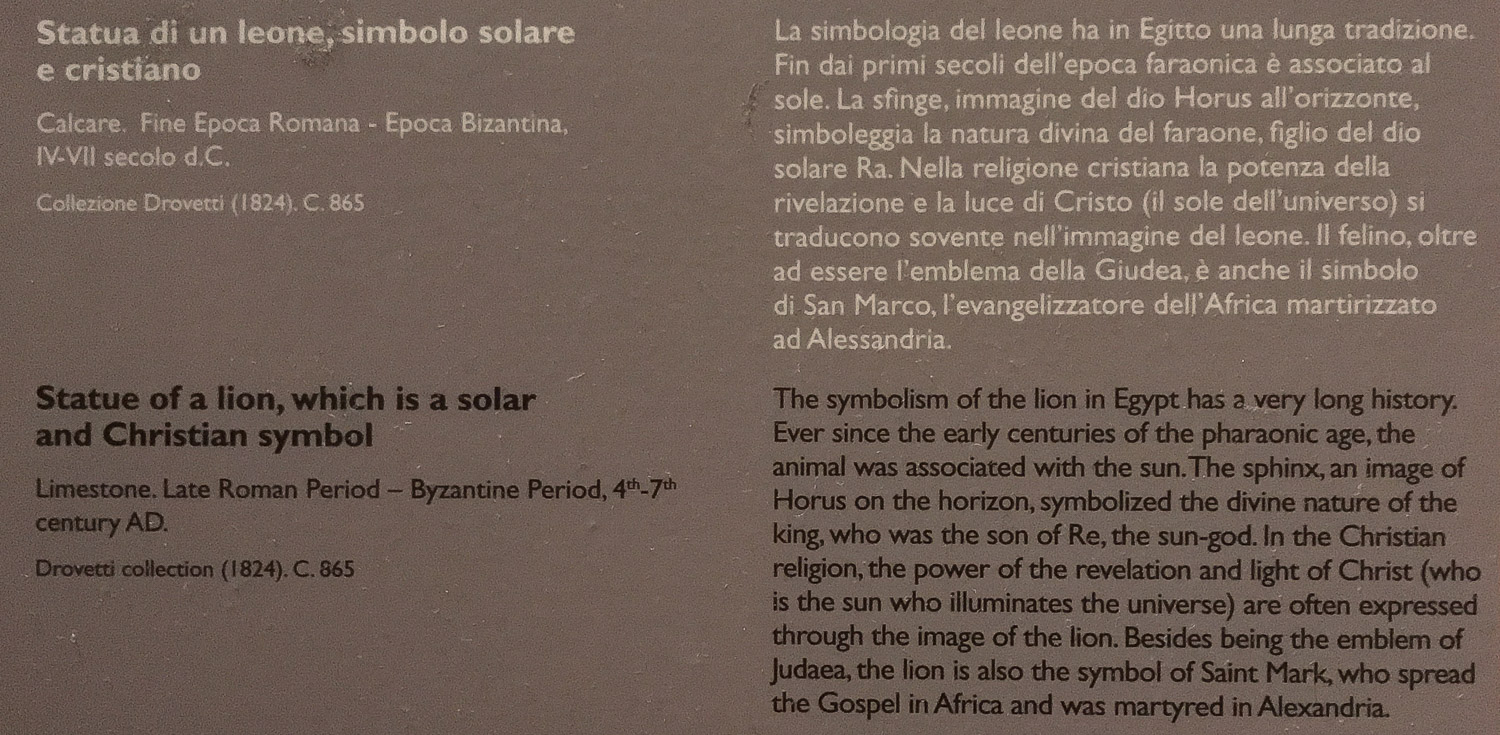 Statua di un leone, simbolo solare
e cristiano
Calcare. Fine Epoca Romana - Epoca Bizantina,
IV-VII secolo d.C.
Collezione Drovetti (1824). C. 865
La simbologia del leone ha in Egitto una lunga tradizione.
Fin dai primi secoli dell'epoca faraonica è associato al
sole. La sfinge, immagine del dio Horus all'orizzonte,
simboleggia la natura divina del faraone, figlio del dio
solare Ra. Nella religione cristiana la potenza della
rivelazione e la luce di Cristo (il sole dell'universo) si
traducono sovente nell'immagine del leone. Il felino, oltre
ad essere l'emblema della Giudea, è anche il simbolo
di San Marco, l'evangelizzatore dell'Africa martirizzato
ad Alessandria.
Statue of a lion, which is a solar
and Christian symbol
Limestone. Late Roman Period – Byzantine Period, 4th-7th
century AD.
Drovetti collection (1824). C. 865
The symbolism of the lion in Egypt has a very long history.
Ever since the early centuries of the pharaonic age, the
animal was associated with the sun. The sphinx, an image of
Horus on the horizon, symbolized the divine nature of the
king, who was the son of Re, the sun-god. In the Christian
religion, the power of the revelation and light of Christ (who
is the sun who illuminates the universe) are often expressed
through the image of the lion. Besides being the emblem of
Judaea, the lion is also the symbol of Saint Mark, who spread
the Gospel in Africa and was martyred in Alexandria.